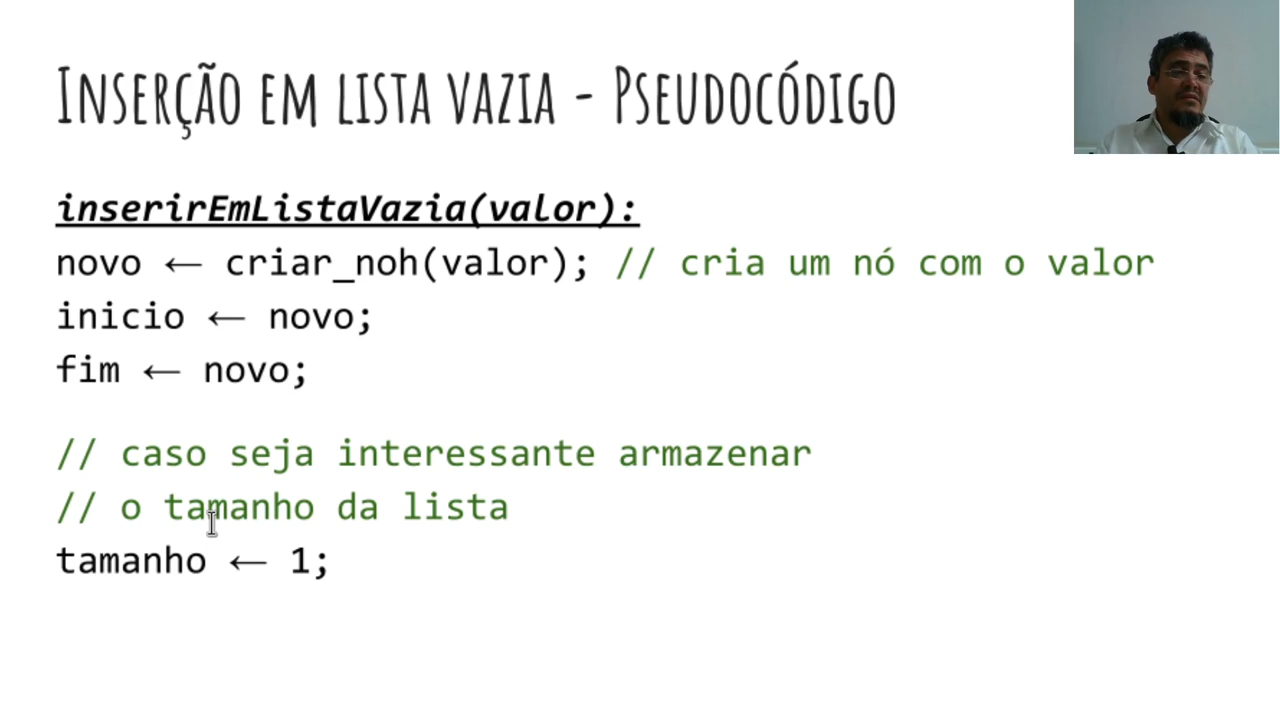 Inserção em lista vazia - Pseudocódigo
inserirEmListaVazia(valor):
novo ← criar_noh(valor); // cria um nó com o valor
inicio ← novo;
fim ← novo;
// caso seja interessante armazenar
// o tamanho da lista
tamanho ← 1;